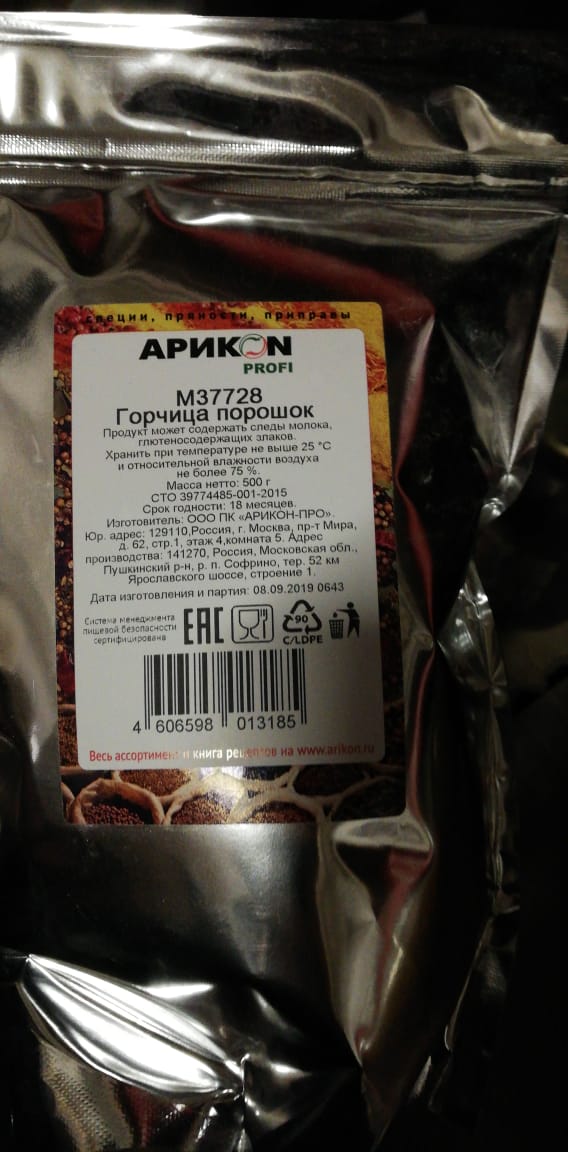 специи, пряности, приправы
АРИКОN
PROFI
М37728
Горчица порошок
Продукт может содержать следы молока,
глютеносодержащих злаков.
Хранить при температуре не выше 25 °С
и относительной влажности воздуха
не более 75 %.
Масса нетто: 500 г
СТО 39774485-001-2015
Срок годности: 18 месяцев.
Изготовитель: ООО ПК «АРИКОН-ПРО».
Юр. адрес: 129110,Россия, г. Москва, пр-т Мира,
д. 62, стр.1, этаж 4,комната 5. Адрес
производства: 141270, Россия, Московская обл.,
Пушкинский р-н, р. п. Софрино, тер. 52 км
Ярославского шоссе, строение 1.
Дата изготовления и партия: 08.09.2019 0643
Система менеджмента
пищевой безопасности
сертифицирована
EAC
90
C/LDPE
4 606598 013185
Весь ассортимент и книга рецептов на www.arikon.ru